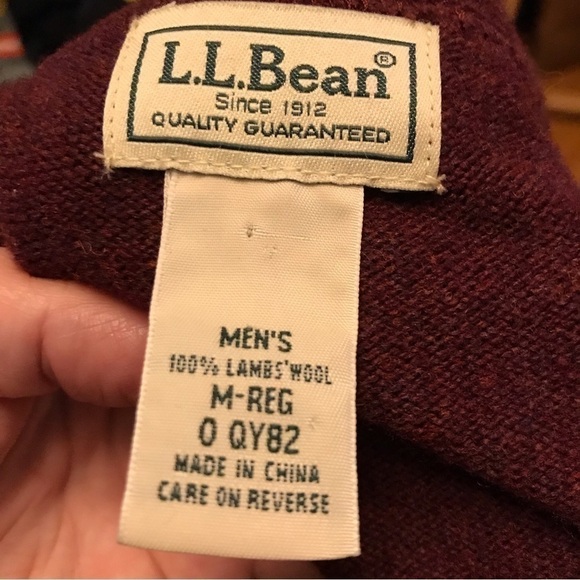 L.L.Bean®
Since 1912
QUALITY GUARANTEED
MEN'S
100% LAMBS' WOOL
M-REG
0 QY82
MADE IN CHINA
CARE ON REVERSE